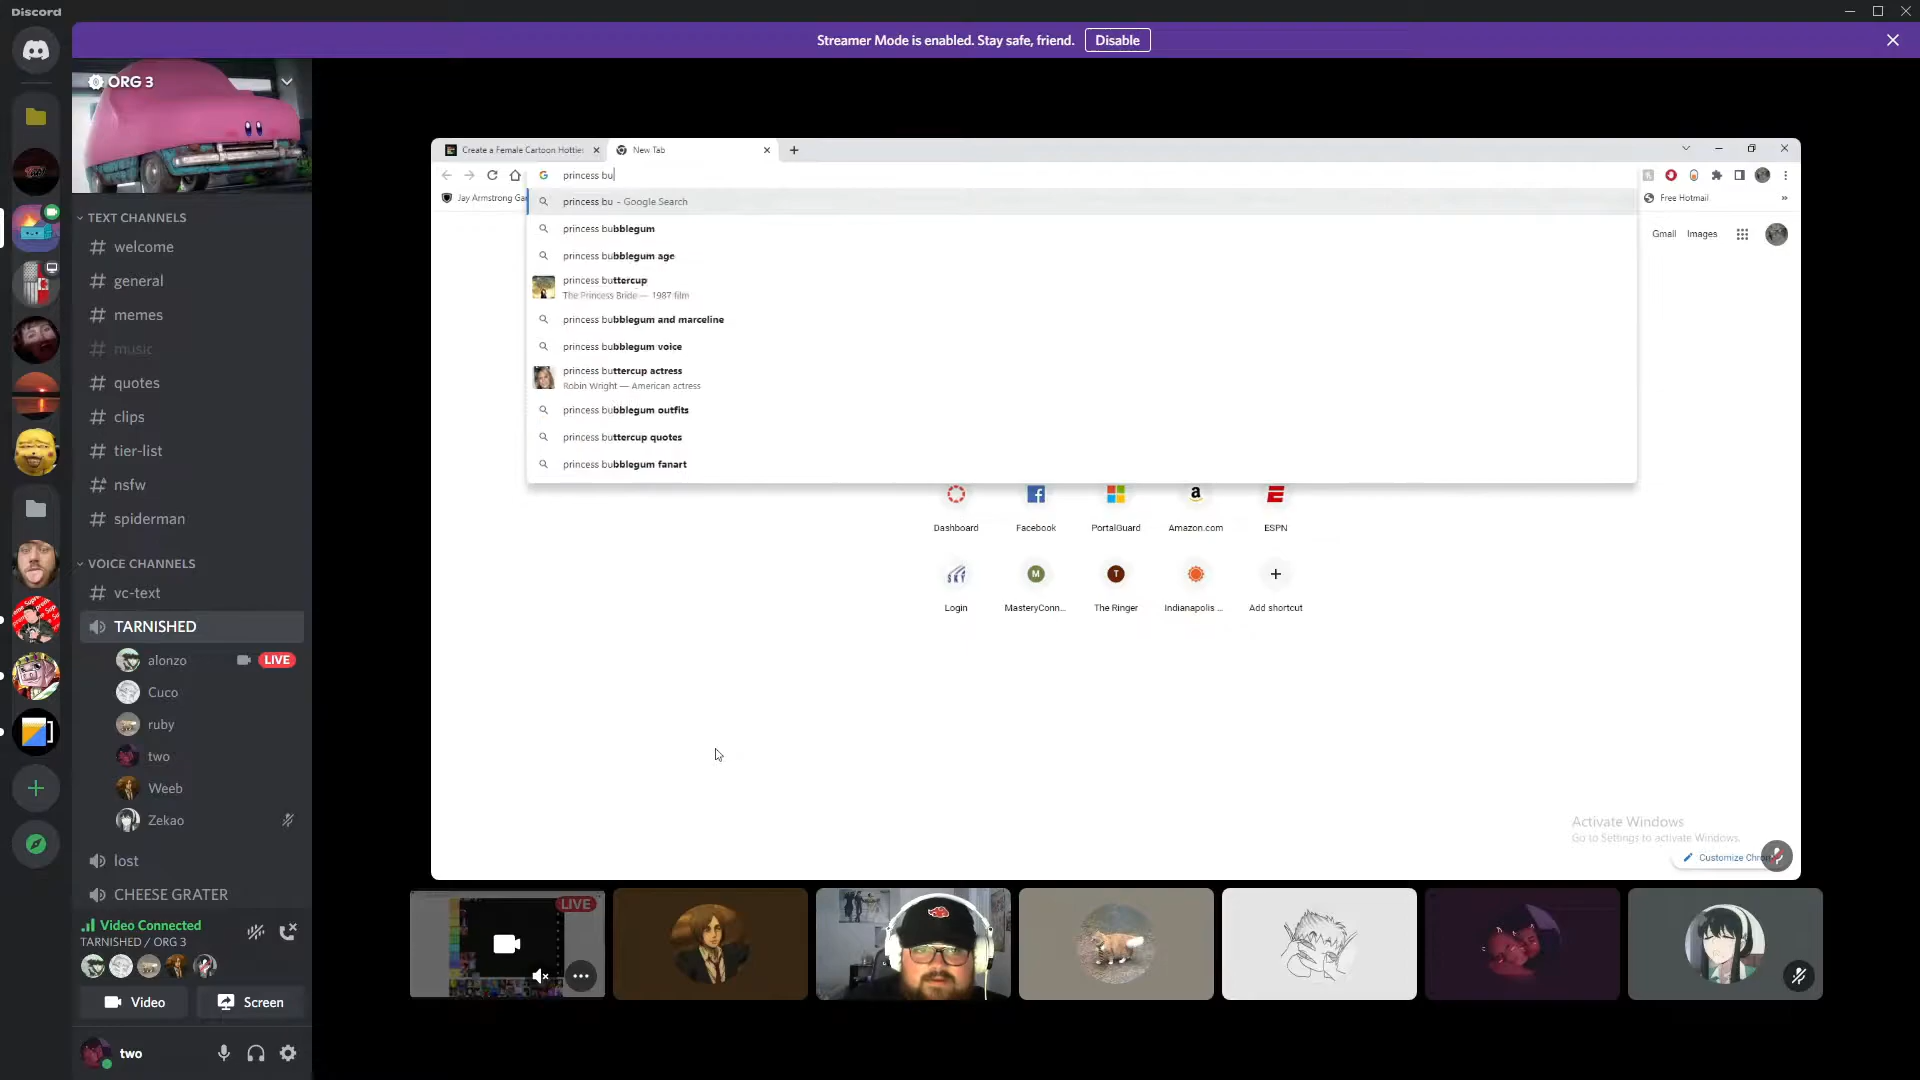 Discord
Streamer Mode is enabled. Stay safe, friend.
Disable
ORG 3
TEXT CHANNELS
welcome
general
memes
music
quotes
clips
tier-list
nsfw
spiderman
VOICE CHANNELS
vc-text
TARNISHED
alonzo
LIVE
Cuco
ruby
two
Weeb
Zekao
lost
CHEESE GRATER
Video Connected
TARNISHED / ORG 3
Video
Screen
two
Create a Female Cartoon Hottie
New Tab
princess bu
Jay Armstrong Gar
Free Hotmail
»
princess bu - Google Search
princess bubblegum
princess bubblegum age
princess buttercup
The Princess Bride — 1987 film
princess bubblegum and marceline
princess bubblegum voice
princess buttercup actress
Robin Wright — American actress
princess bubblegum outfits
princess buttercup quotes
princess bubblegum fanart
Gmail Images
Dashboard
Facebook
PortalGuard
Amazon.com
ESPN
SKY
M
T
Login
MasteryConn...
The Ringer
Indianapolis ...
Add shortcut
Activate Windows
Go to Settings to activate Windows.
Customize Chro
LIVE